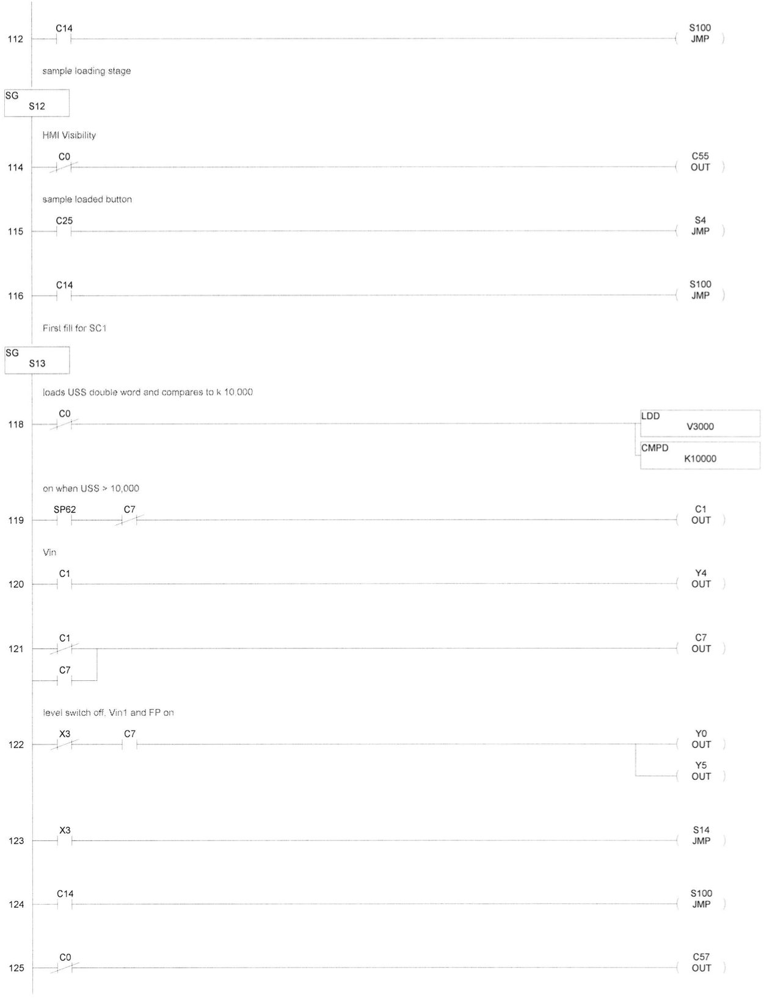 C14
S100
112
JMP
sample loading stage
SG
S12
HMI Visibility
C0
C55
114
OUT
sample loaded button
C25
S4
115
JMP
C14
S100
116
JMP
First fill for SC1
SG
S13
loads USS double word and compares to k 10,000
C0
LDD
118
V3000
CMPD
K10000
on when USS > 10,000
SP62 C7
C1
119
OUT
Vin
C1
Y4
120
OUT
C1
C7
121
OUT
C7
level switch off, Vin1 and FP on
X3 C7
Y0
122
OUT
Y5
OUT
X3
S14
123
JMP
C14
S100
124
JMP
C0
C57
125
OUT